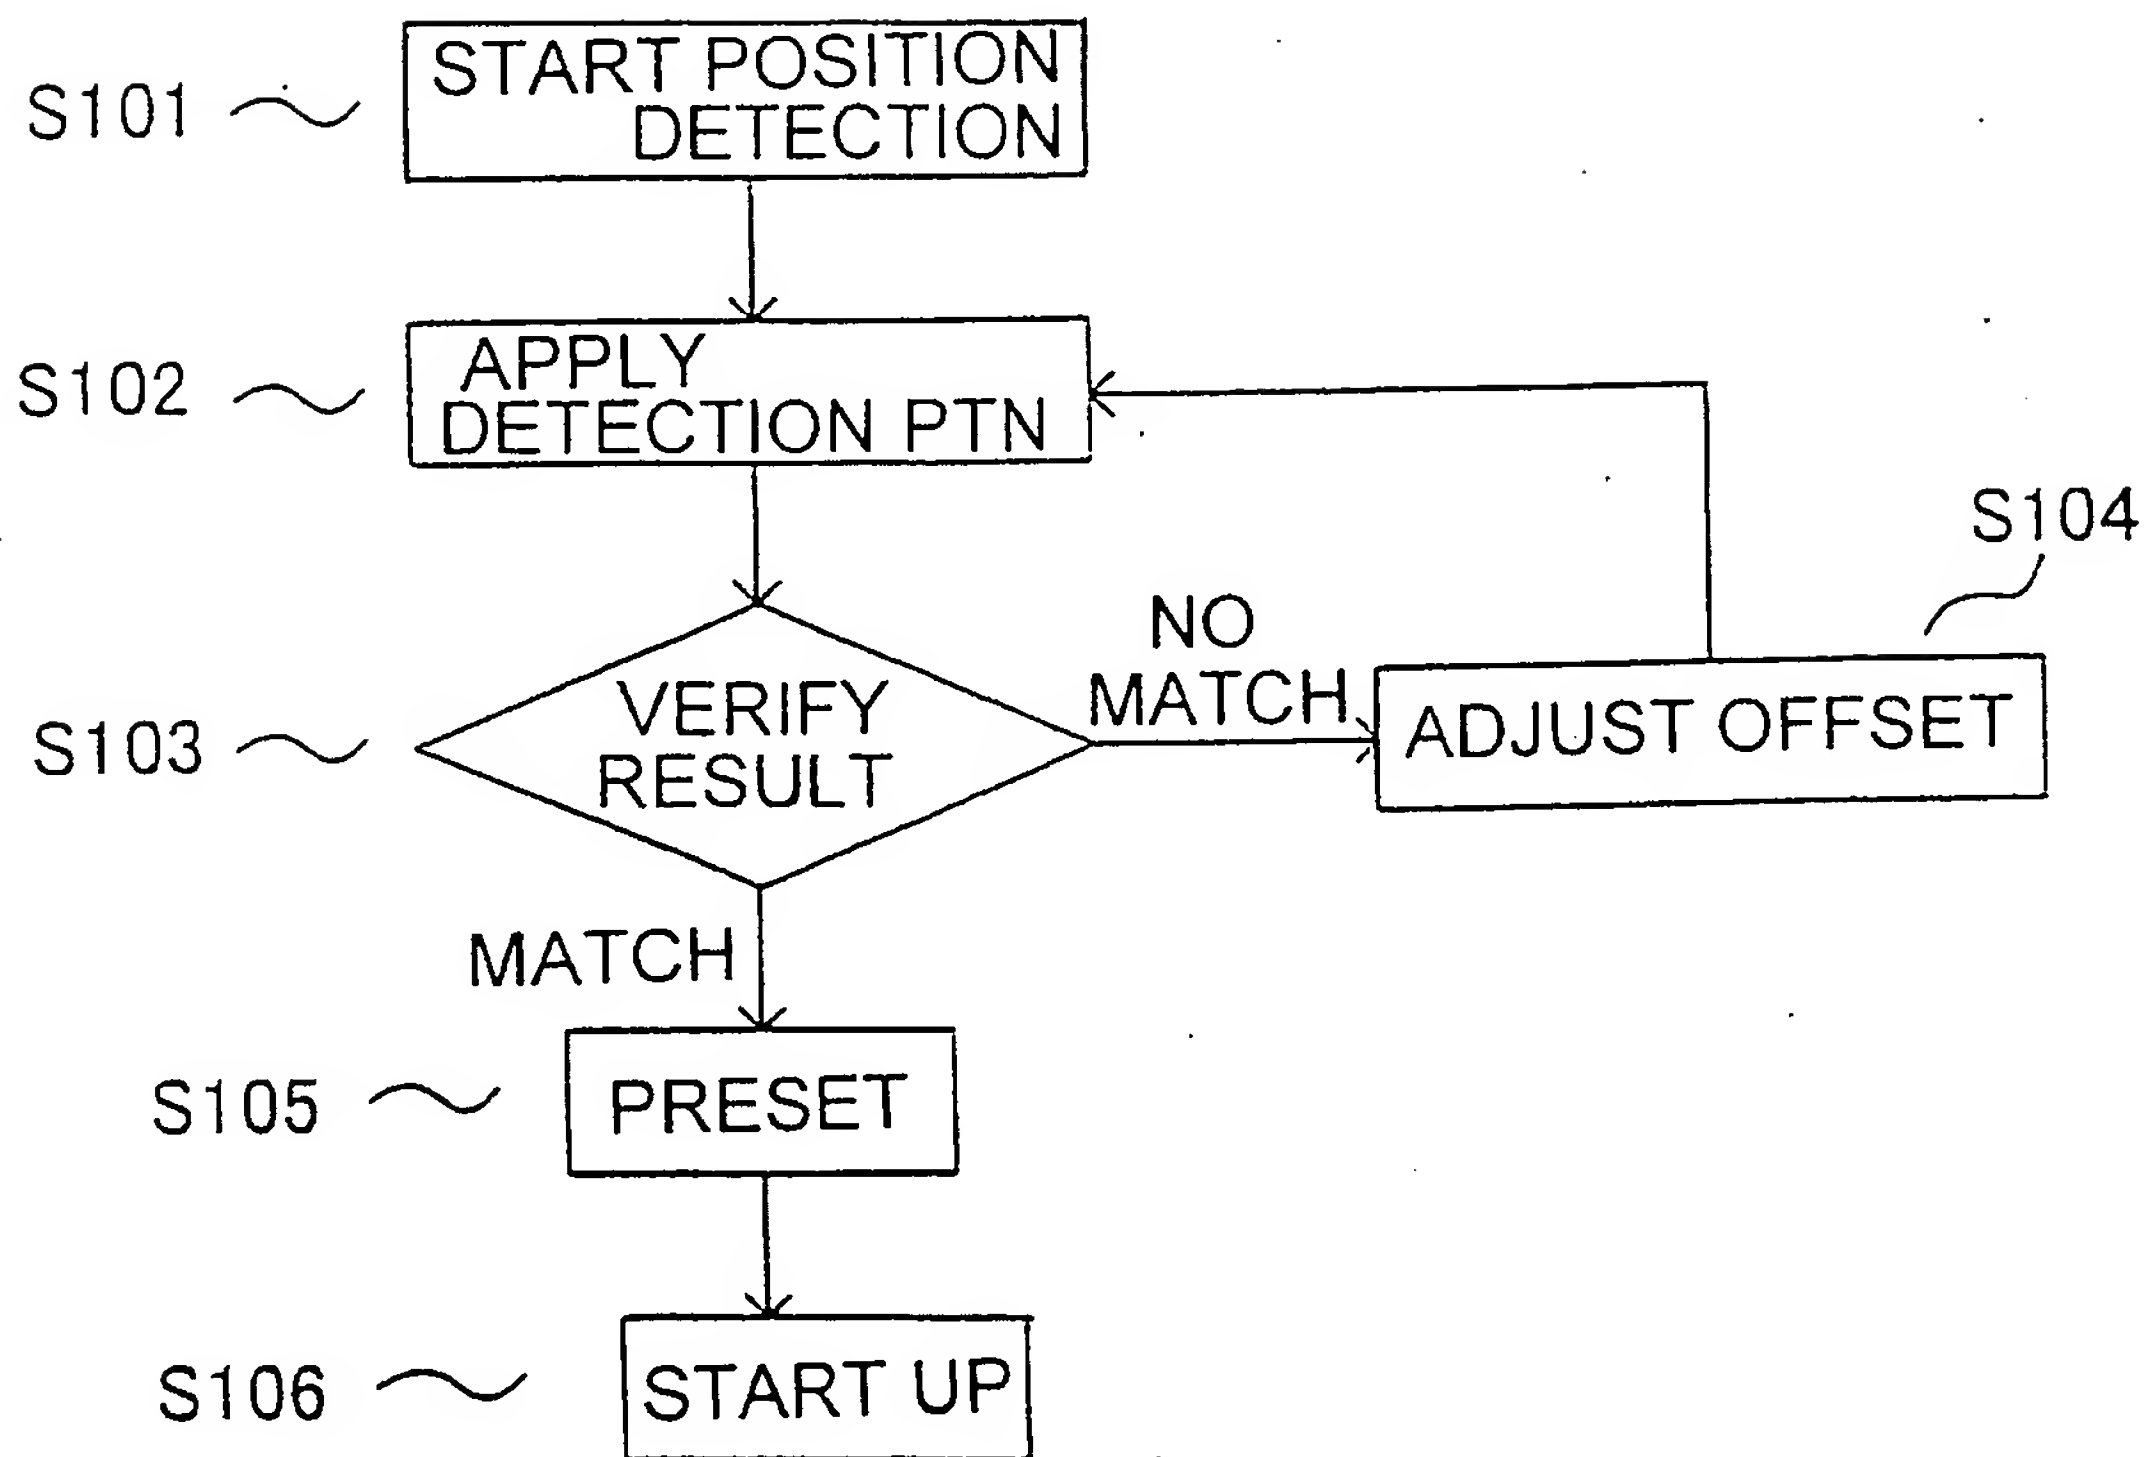 S101
START POSITION
DETECTION
S102
APPLY
DETECTION PTN
S103
VERIFY
RESULT
NO
MATCH
S104
ADJUST OFFSET
MATCH
S105
PRESET
S106
START UP